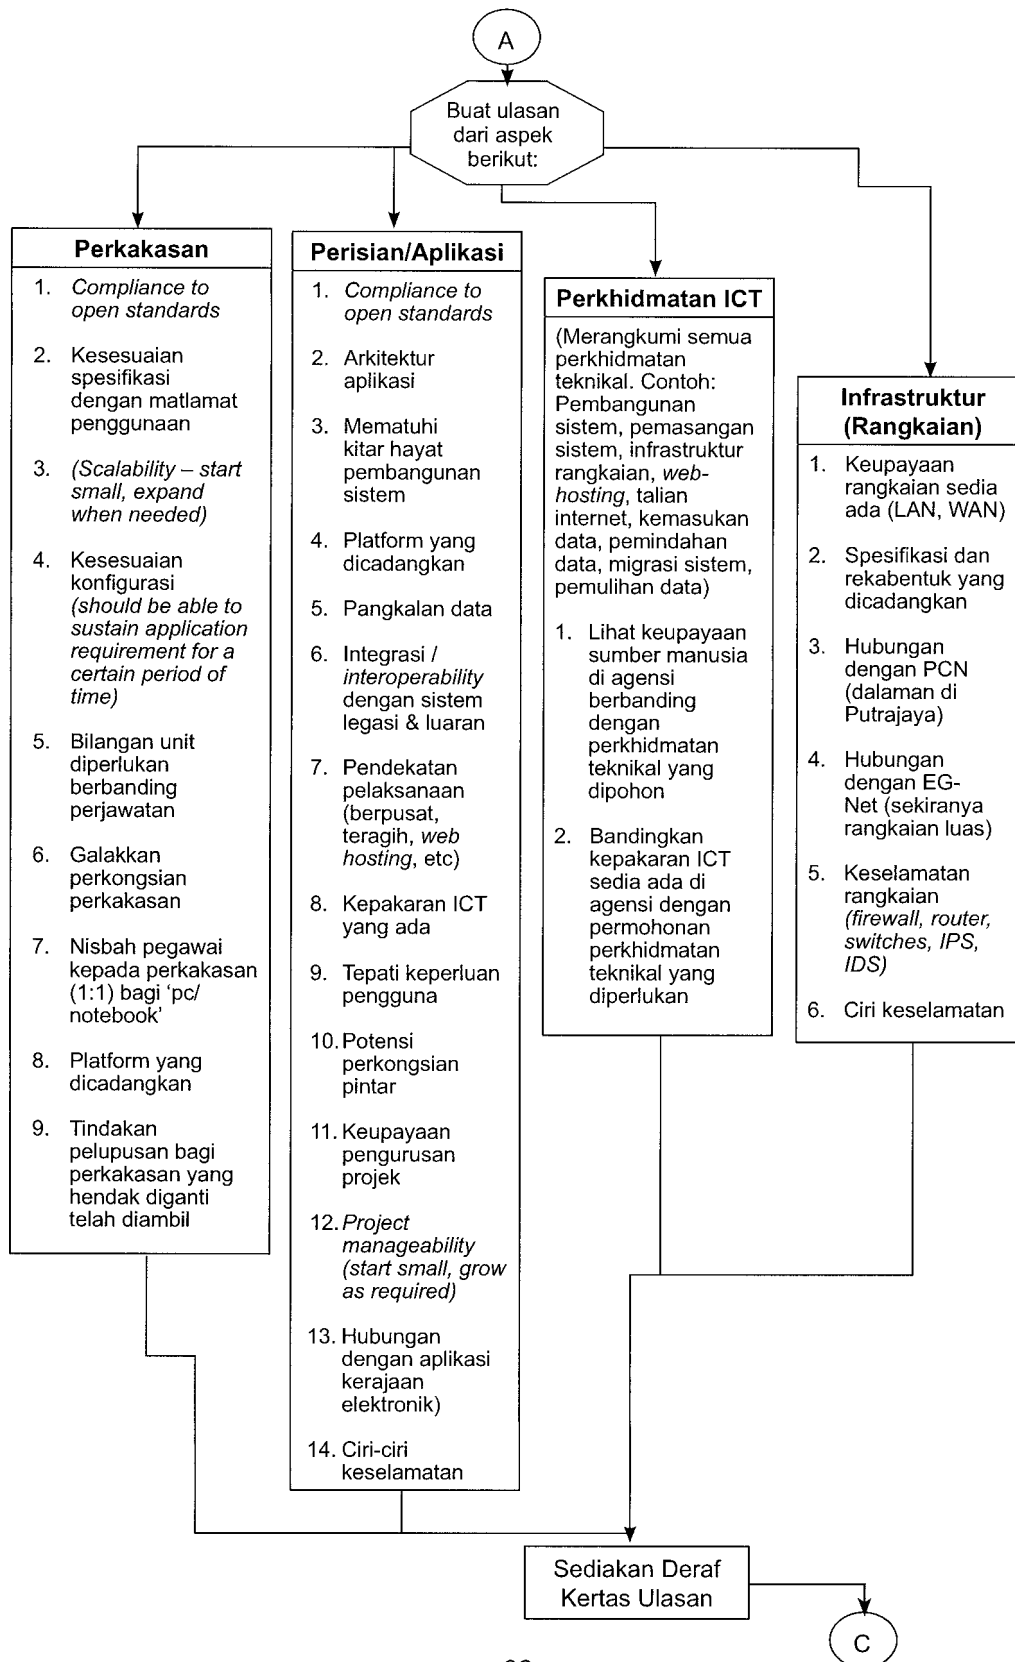 A
Buat ulasan
dari aspek
berikut:
Perkakasan
1. Compliance to
open standards
2. Kesesuaian
spesifikasi
dengan matlamat
penggunaan
3. (Scalability – start
small, expand
when needed)
4. Kesesuaian
konfigurasi
(should be able to
sustain application
requirement for a
certain period of
time)
5. Bilangan unit
diperlukan
berbanding
perjawatan
6. Galakkan
perkongsian
perkakasan
7. Nisbah pegawai
kepada perkakasan
(1:1) bagi ‘pc/
notebook’
8. Platform yang
dicadangkan
9. Tindakan
pelupusan bagi
perkakasan yang
hendak diganti
telah diambil
Perisian/Aplikasi
1. Compliance to
open standards
2. Arkitektur
aplikasi
3. Mematuhi
kitar hayat
pembangunan
sistem
4. Platform yang
dicadangkan
5. Pangkalan data
6. Integrasi /
interoperability
dengan sistem
legasi & luaran
7. Pendekatan
pelaksanaan
(berpusat,
teragih, web
hosting, etc)
8. Kepakaran ICT
yang ada
9. Tepati keperluan
pengguna
10. Potensi
perkongsian
pintar
11. Keupayaan
pengurusan
projek
12. Project
manageability
(start small, grow
as required)
13. Hubungan
dengan aplikasi
kerajaan
elektronik)
14. Ciri-ciri
keselamatan
Perkhidmatan ICT
(Merangkumi semua
perkhidmatan
teknikal. Contoh:
Pembangunan
sistem, pemasangan
sistem, infrastruktur
rangkaian, web-
hosting, talian
internet, kemasukan
data, pemindahan
data, migrasi sistem,
pemulihan data)
1. Lihat keupayaan
sumber manusia
di agensi
berbanding
dengan
perkhidmatan
teknikal yang
dipohon
2. Bandingkan
kepakaran ICT
sedia ada di
agensi dengan
permohonan
perkhidmatan
teknikal yang
diperlukan
Infrastruktur
(Rangkaian)
1. Keupayaan
rangkaian sedia
ada (LAN, WAN)
2. Spesifikasi dan
rekabentuk yang
dicadangkan
3. Hubungan
dengan PCN
(dalaman di
Putrajaya)
4. Hubungan
dengan EG-
Net (sekiranya
rangkaian luas)
5. Keselamatan
rangkaian
(firewall, router,
switches, IPS,
IDS)
6. Ciri keselamatan
Sediakan Deraf
Kertas Ulasan
C